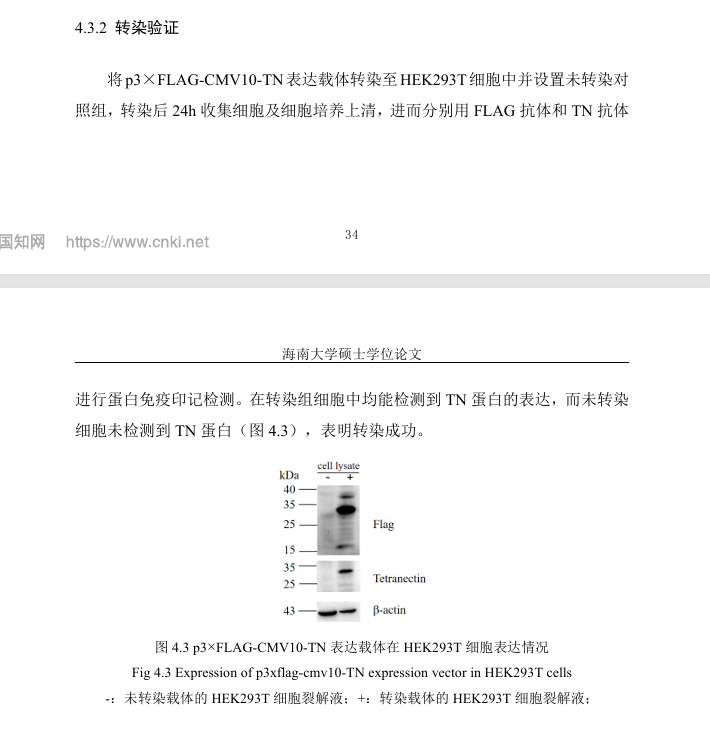 4.3.2 转染验证
将 p3×FLAG-CMV10-TN 表达载体转染至 HEK293T 细胞中并设置未转染对
照组，转染后 24h 收集细胞及细胞培养上清，进而分别用 FLAG 抗体和 TN 抗体
34
国知网 https://www.cnki.net
海南大学硕士学位论文
进行蛋白免疫印记检测。在转染组细胞中均能检测到 TN 蛋白的表达，而未转染
细胞未检测到 TN 蛋白（图 4.3），表明转染成功。
cell lysate
kDa - +
40
35
25 Flag
15
35
25 Tetranectin
43 β-actin
图 4.3 p3×FLAG-CMV10-TN 表达载体在 HEK293T 细胞表达情况
Fig 4.3 Expression of p3xflag-cmv10-TN expression vector in HEK293T cells
-：未转染载体的 HEK293T 细胞裂解液；+：转染载体的 HEK293T 细胞裂解液；